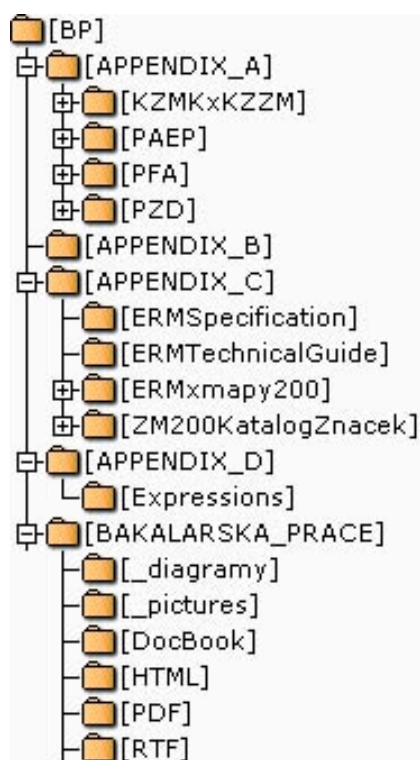 [BP]
[APPENDIX_A]
[KZMKxKZZM]
[PAEP]
[PFA]
[PZD]
[APPENDIX_B]
[APPENDIX_C]
[ERMSpecification]
[ERMTechnicalGuide]
[ERMxmapy200]
[ZM200KatalogZnacek]
[APPENDIX_D]
[Expressions]
[BAKALARSKA_PRACE]
[_diagramy]
[_pictures]
[DocBook]
[HTML]
[PDF]
[RTF]